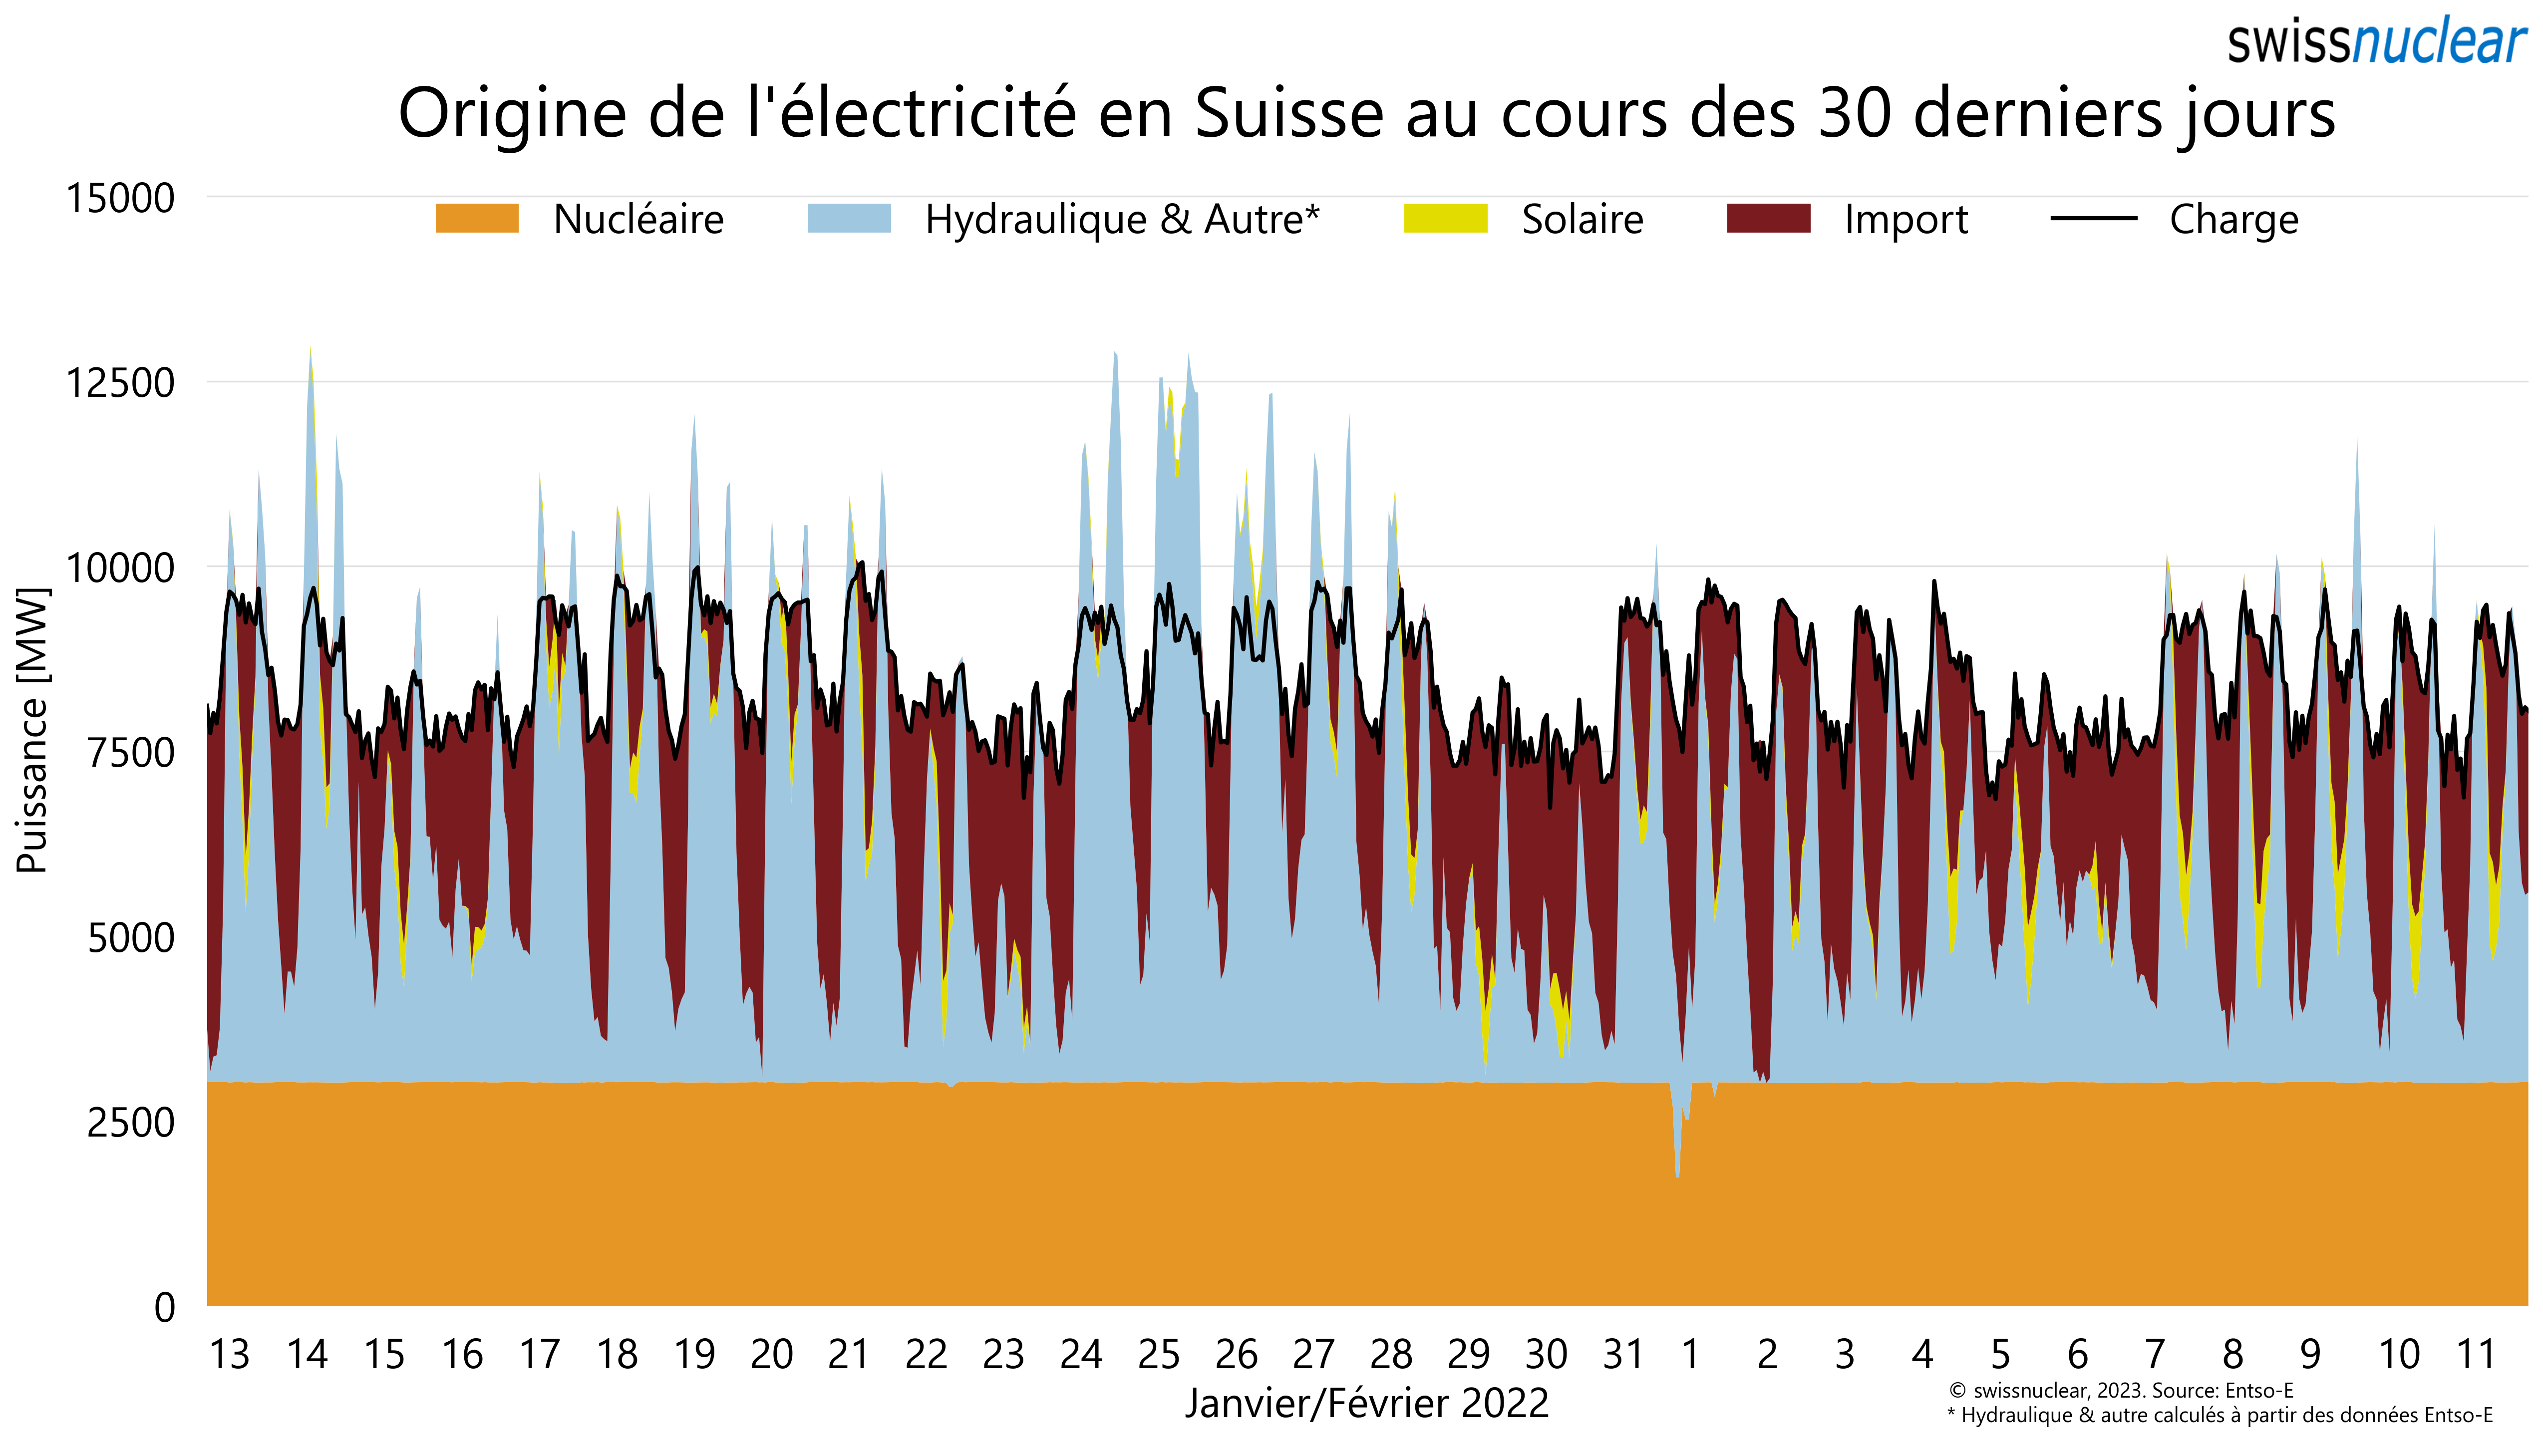 swissnuclear
Origine de l'électricité en Suisse au cours des 30 derniers jours
15000
Nucléaire Hydraulique & Autre* Solaire Import Charge
12500
10000
7500
5000
2500
0
Puissance [MW]
13 14 15 16 17 18 19 20 21 22 23 24 25 26 27 28 29 30 31 1 2 3 4 5 6 7 8 9 10 11
Janvier/Février 2022
© swissnuclear, 2023. Source: Entso-E
* Hydraulique & autre calculés à partir des données Entso-E